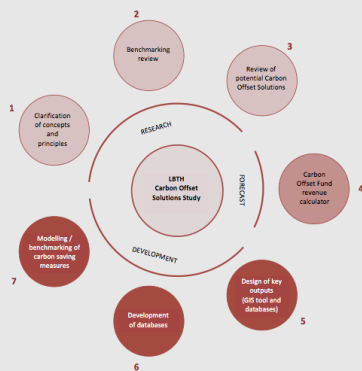 2
Benchmarking
review
3
Review of
potential Carbon
Offset Solutions
1
Clarification
of concepts
and
principles
RESEARCH
LBTH
Carbon Offset
Solutions Study
FORECAST
Carbon
Offset Fund
revenue
calculator
4
DEVELOPMENT
Modelling /
benchmarking of
carbon saving
measures
7
Design of key
outputs
(GIS tool and
databases)
5
Development
of databases
6